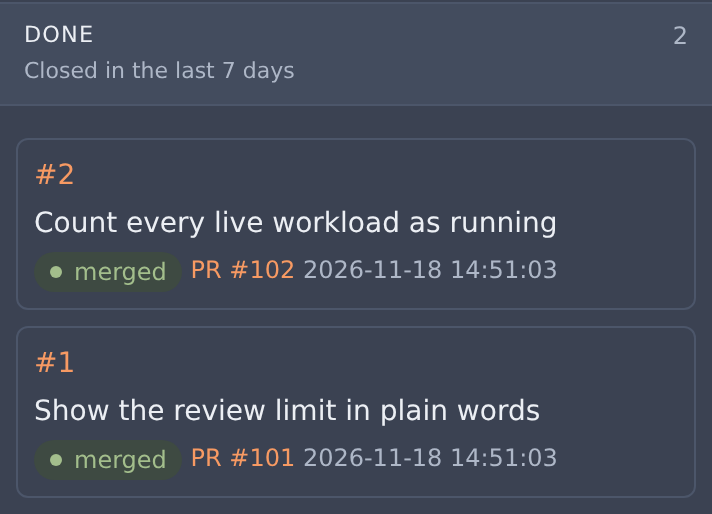 DONE 2
Closed in the last 7 days
#2
Count every live workload as running
merged PR #102 2026-11-18 14:51:03
#1
Show the review limit in plain words
merged PR #101 2026-11-18 14:51:03